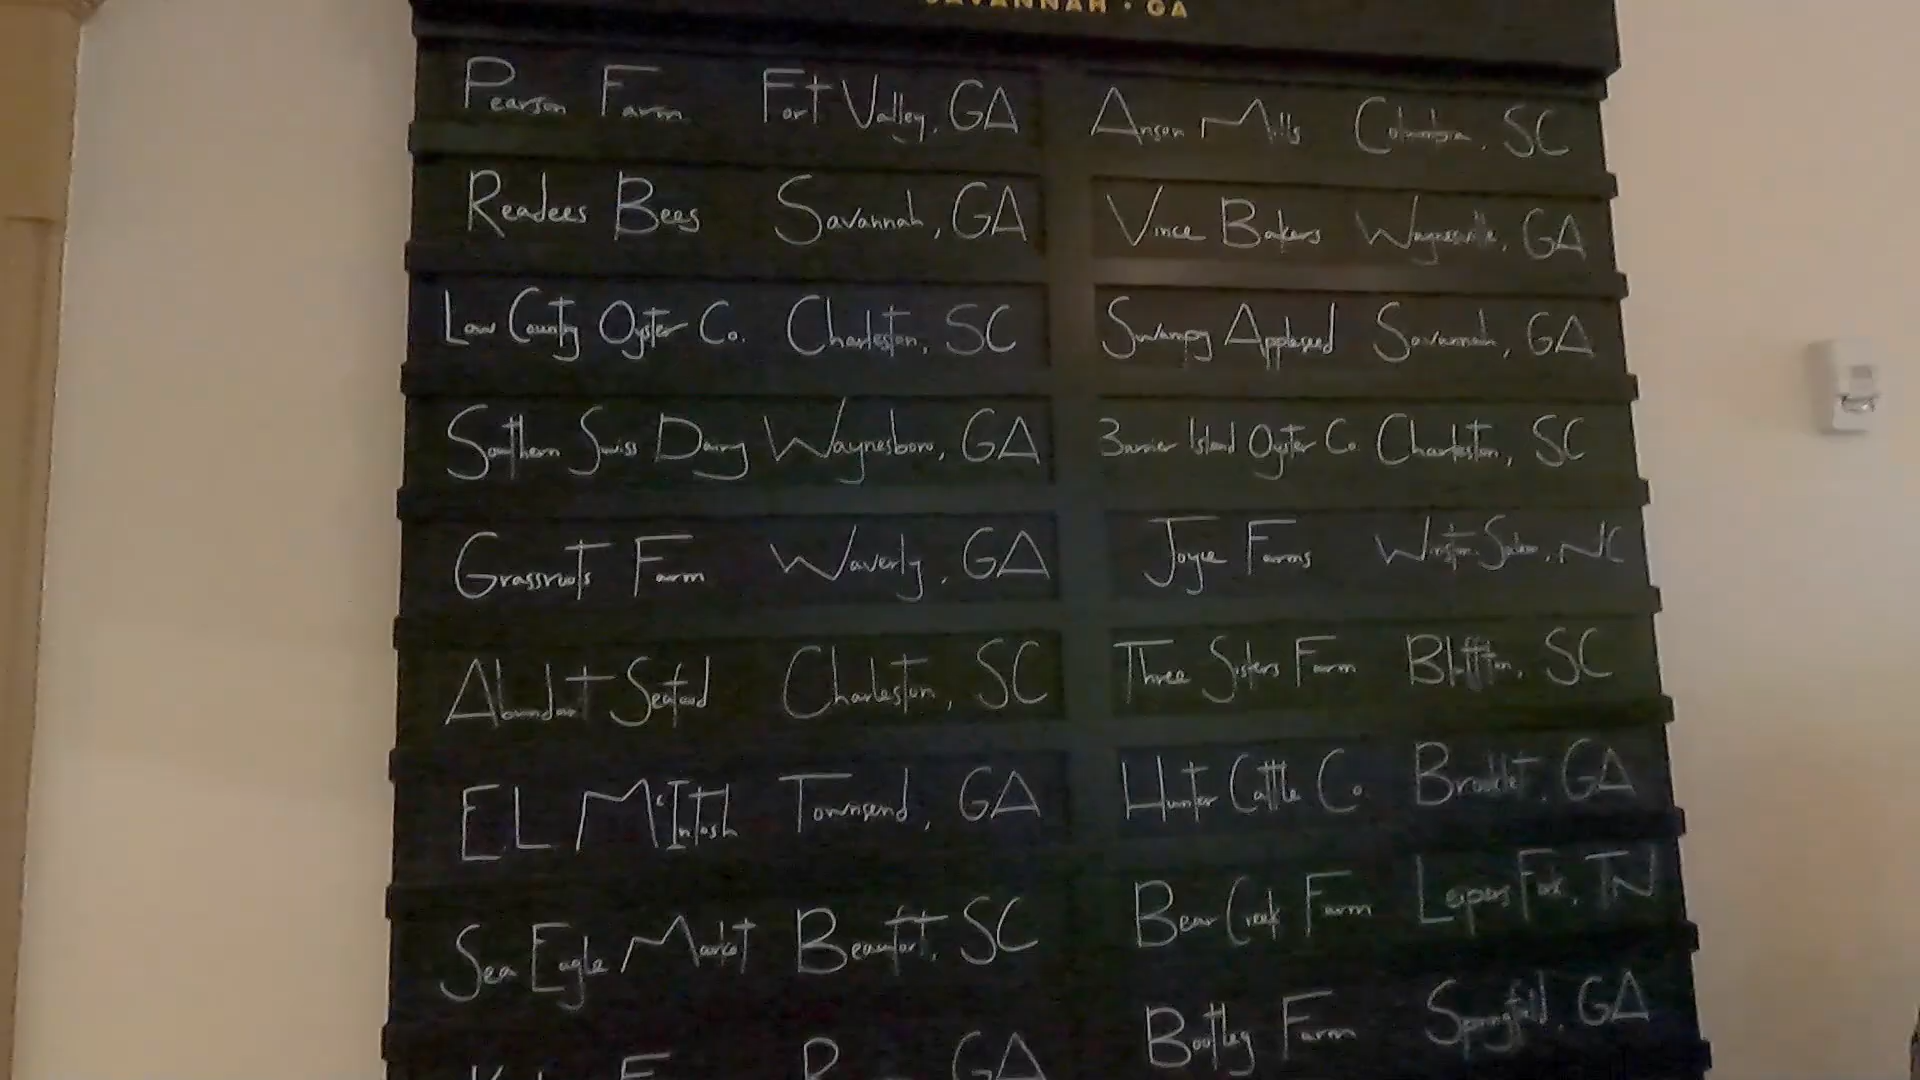 SAVANNAH • GA
Pearson Farm Fort Valley, GA
Readees Bees Savannah, GA
Low County Oyster Co. Charleston, SC
Southern Swiss Dairy Waynesboro, GA
Grassroots Farm Waverly, GA
Abundant Seafood Charleston, SC
EL McIntosh Townsend, GA
Sea Eagle Market Beaufort, SC
GA
Anson Mills Columbia, SC
Vince Bakers Waynesville, GA
Swampy Appleseed Savannah, GA
Barrier Island Oyster Co. Charleston, SC
Joyce Farms Winston-Salem, NC
Three Sisters Farm Bluffton, SC
Hunter Cattle Co. Brooklet, GA
Bear Creek Farm Leipers Fork, TN
Bootleg Farm Springfield, GA